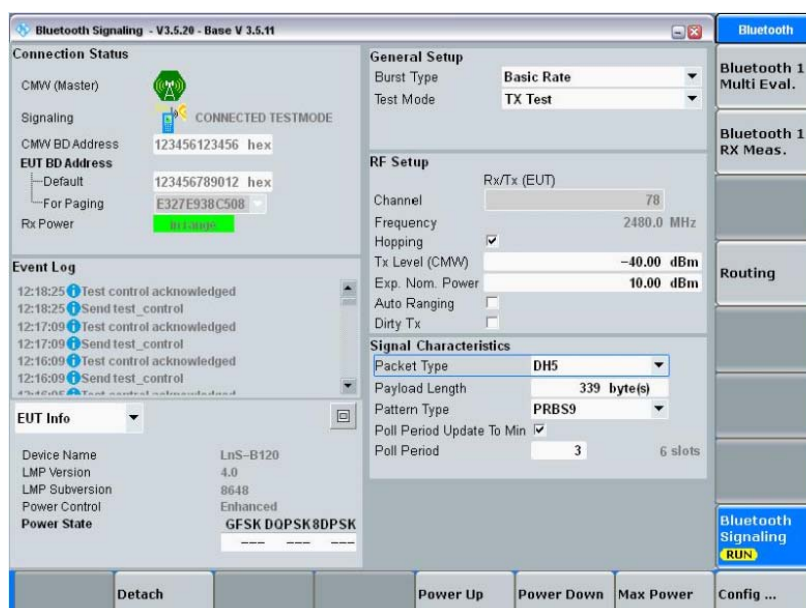 Bluetooth Signaling - V3.5.20 - Base V 3.5.11
Connection Status
CMW (Master)
Signaling CONNECTED TESTMODE
CMW BD Address 123456123456 hex
EUT BD Address
Default 123456789012 hex
For Paging E327E938C508
Rx Power In range
Event Log
12:18:25 Test control acknowledged
12:18:25 Send test_control
12:17:09 Test control acknowledged
12:17:09 Send test_control
12:16:09 Test control acknowledged
12:16:09 Send test_control
EUT Info
Device Name LnS-B120
LMP Version 4.0
LMP Subversion 8648
Power Control Enhanced
Power State GFSK DQPSK 8DPSK
--- --- ---
General Setup
Burst Type Basic Rate
Test Mode TX Test
RF Setup
Rx/Tx (EUT)
Channel 78
Frequency 2480.0 MHz
Hopping
Tx Level (CMW) -40.00 dBm
Exp. Nom. Power 10.00 dBm
Auto Ranging
Dirty Tx
Signal Characteristics
Packet Type DH5
Payload Length 339 byte(s)
Pattern Type PRBS9
Poll Period Update To Min
Poll Period 3 6 slots
Bluetooth
Bluetooth 1
Multi Eval.
Bluetooth 1
RX Meas.
Routing
Bluetooth
Signaling
RUN
Detach
Power Up
Power Down
Max Power
Config ...